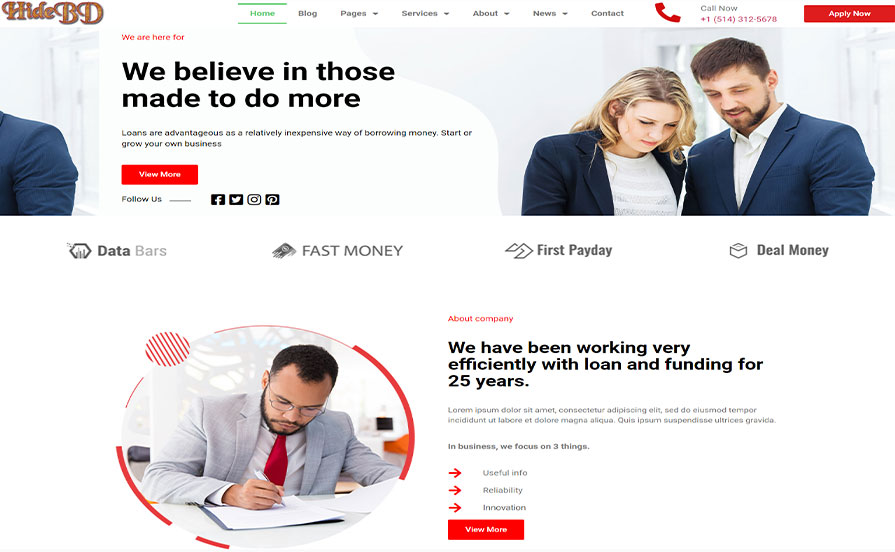 HideBD
Home Blog Pages Services About News Contact
Call Now
+1 (514) 312-5678
Apply Now
We are here for
We believe in those
made to do more
Loans are advantageous as a relatively inexpensive way of borrowing money. Start or
grow your own business
View More
Follow Us
Data Bars
FAST MONEY
First Payday
Deal Money
About company
We have been working very
efficiently with loan and funding for
25 years.
Lorem ipsum dolor sit amet, consectetur adipiscing elit, sed do eiusmod tempor
incididunt ut labore et dolore magna aliqua. Quis ipsum suspendisse ultrices gravida.
In business, we focus on 3 things.
Useful info
Reliability
Innovation
View More